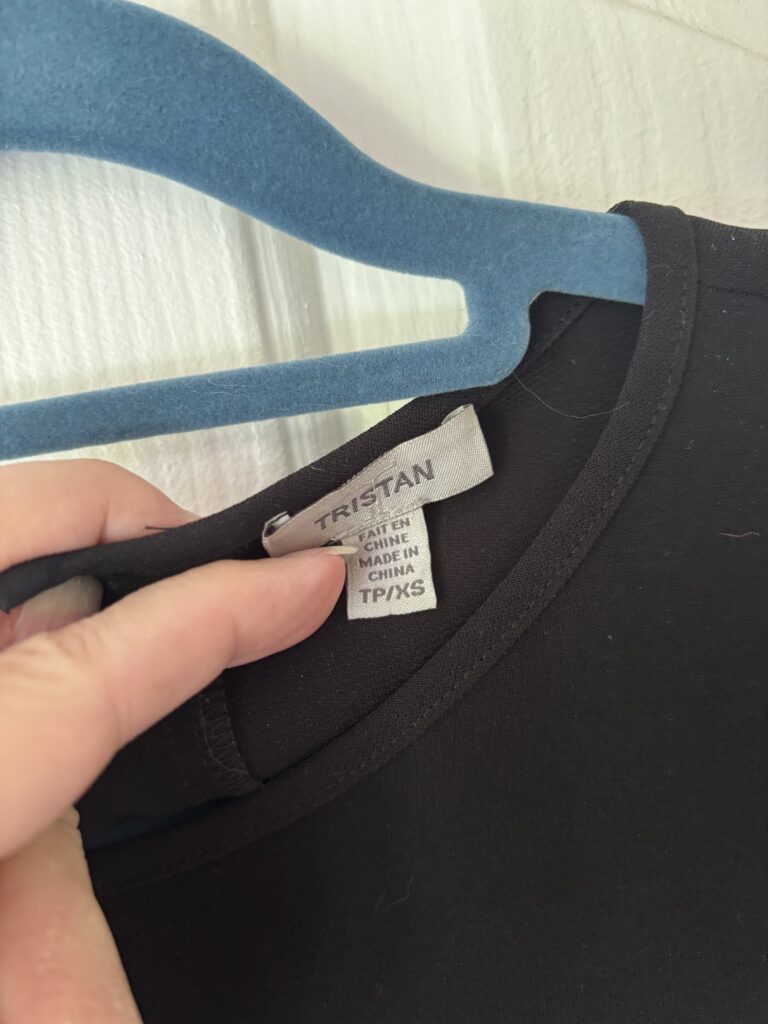 TRISTAN
FAIT EN
CHINE
MADE IN
CHINA
TP/XS